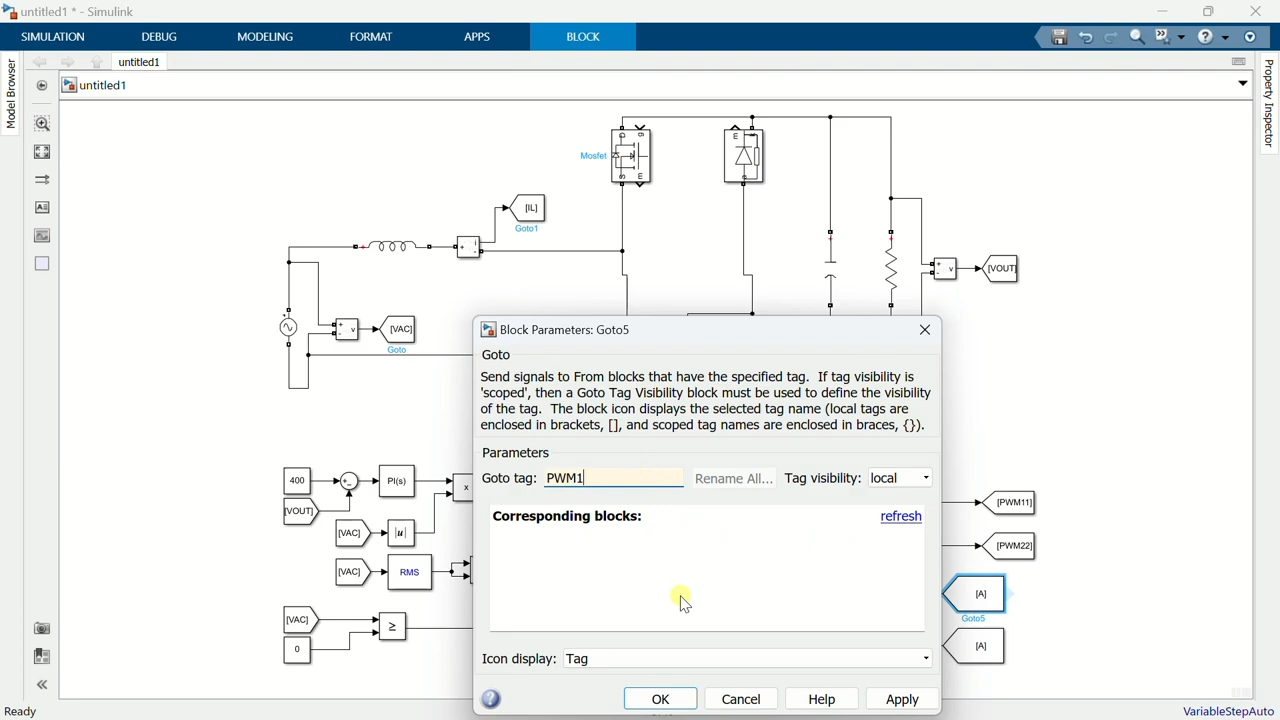 untitled1 * - Simulink
SIMULATION DEBUG MODELING FORMAT APPS BLOCK
untitled1
Model Browser
Property Inspector
untitled1
Mosfet
g
m
m
[IL]
Goto1
i
v
[VOUT]
v
[VAC]
Goto
Block Parameters: Goto5
Goto
Send signals to From blocks that have the specified tag. If tag visibility is
'scoped', then a Goto Tag Visibility block must be used to define the visibility
of the tag. The block icon displays the selected tag name (local tags are
enclosed in brackets, [], and scoped tag names are enclosed in braces, {}).
Parameters
Goto tag: PWM1 Rename All... Tag visibility: local
Corresponding blocks: refresh
Icon display: Tag
OK Cancel Help Apply
400
PI(s)
x
[VOUT]
[VAC] |u|
[VAC] RMS
[VAC]
≥
0
[PWM11]
[PWM22]
[A]
Goto5
[A]
Ready VariableStepAuto